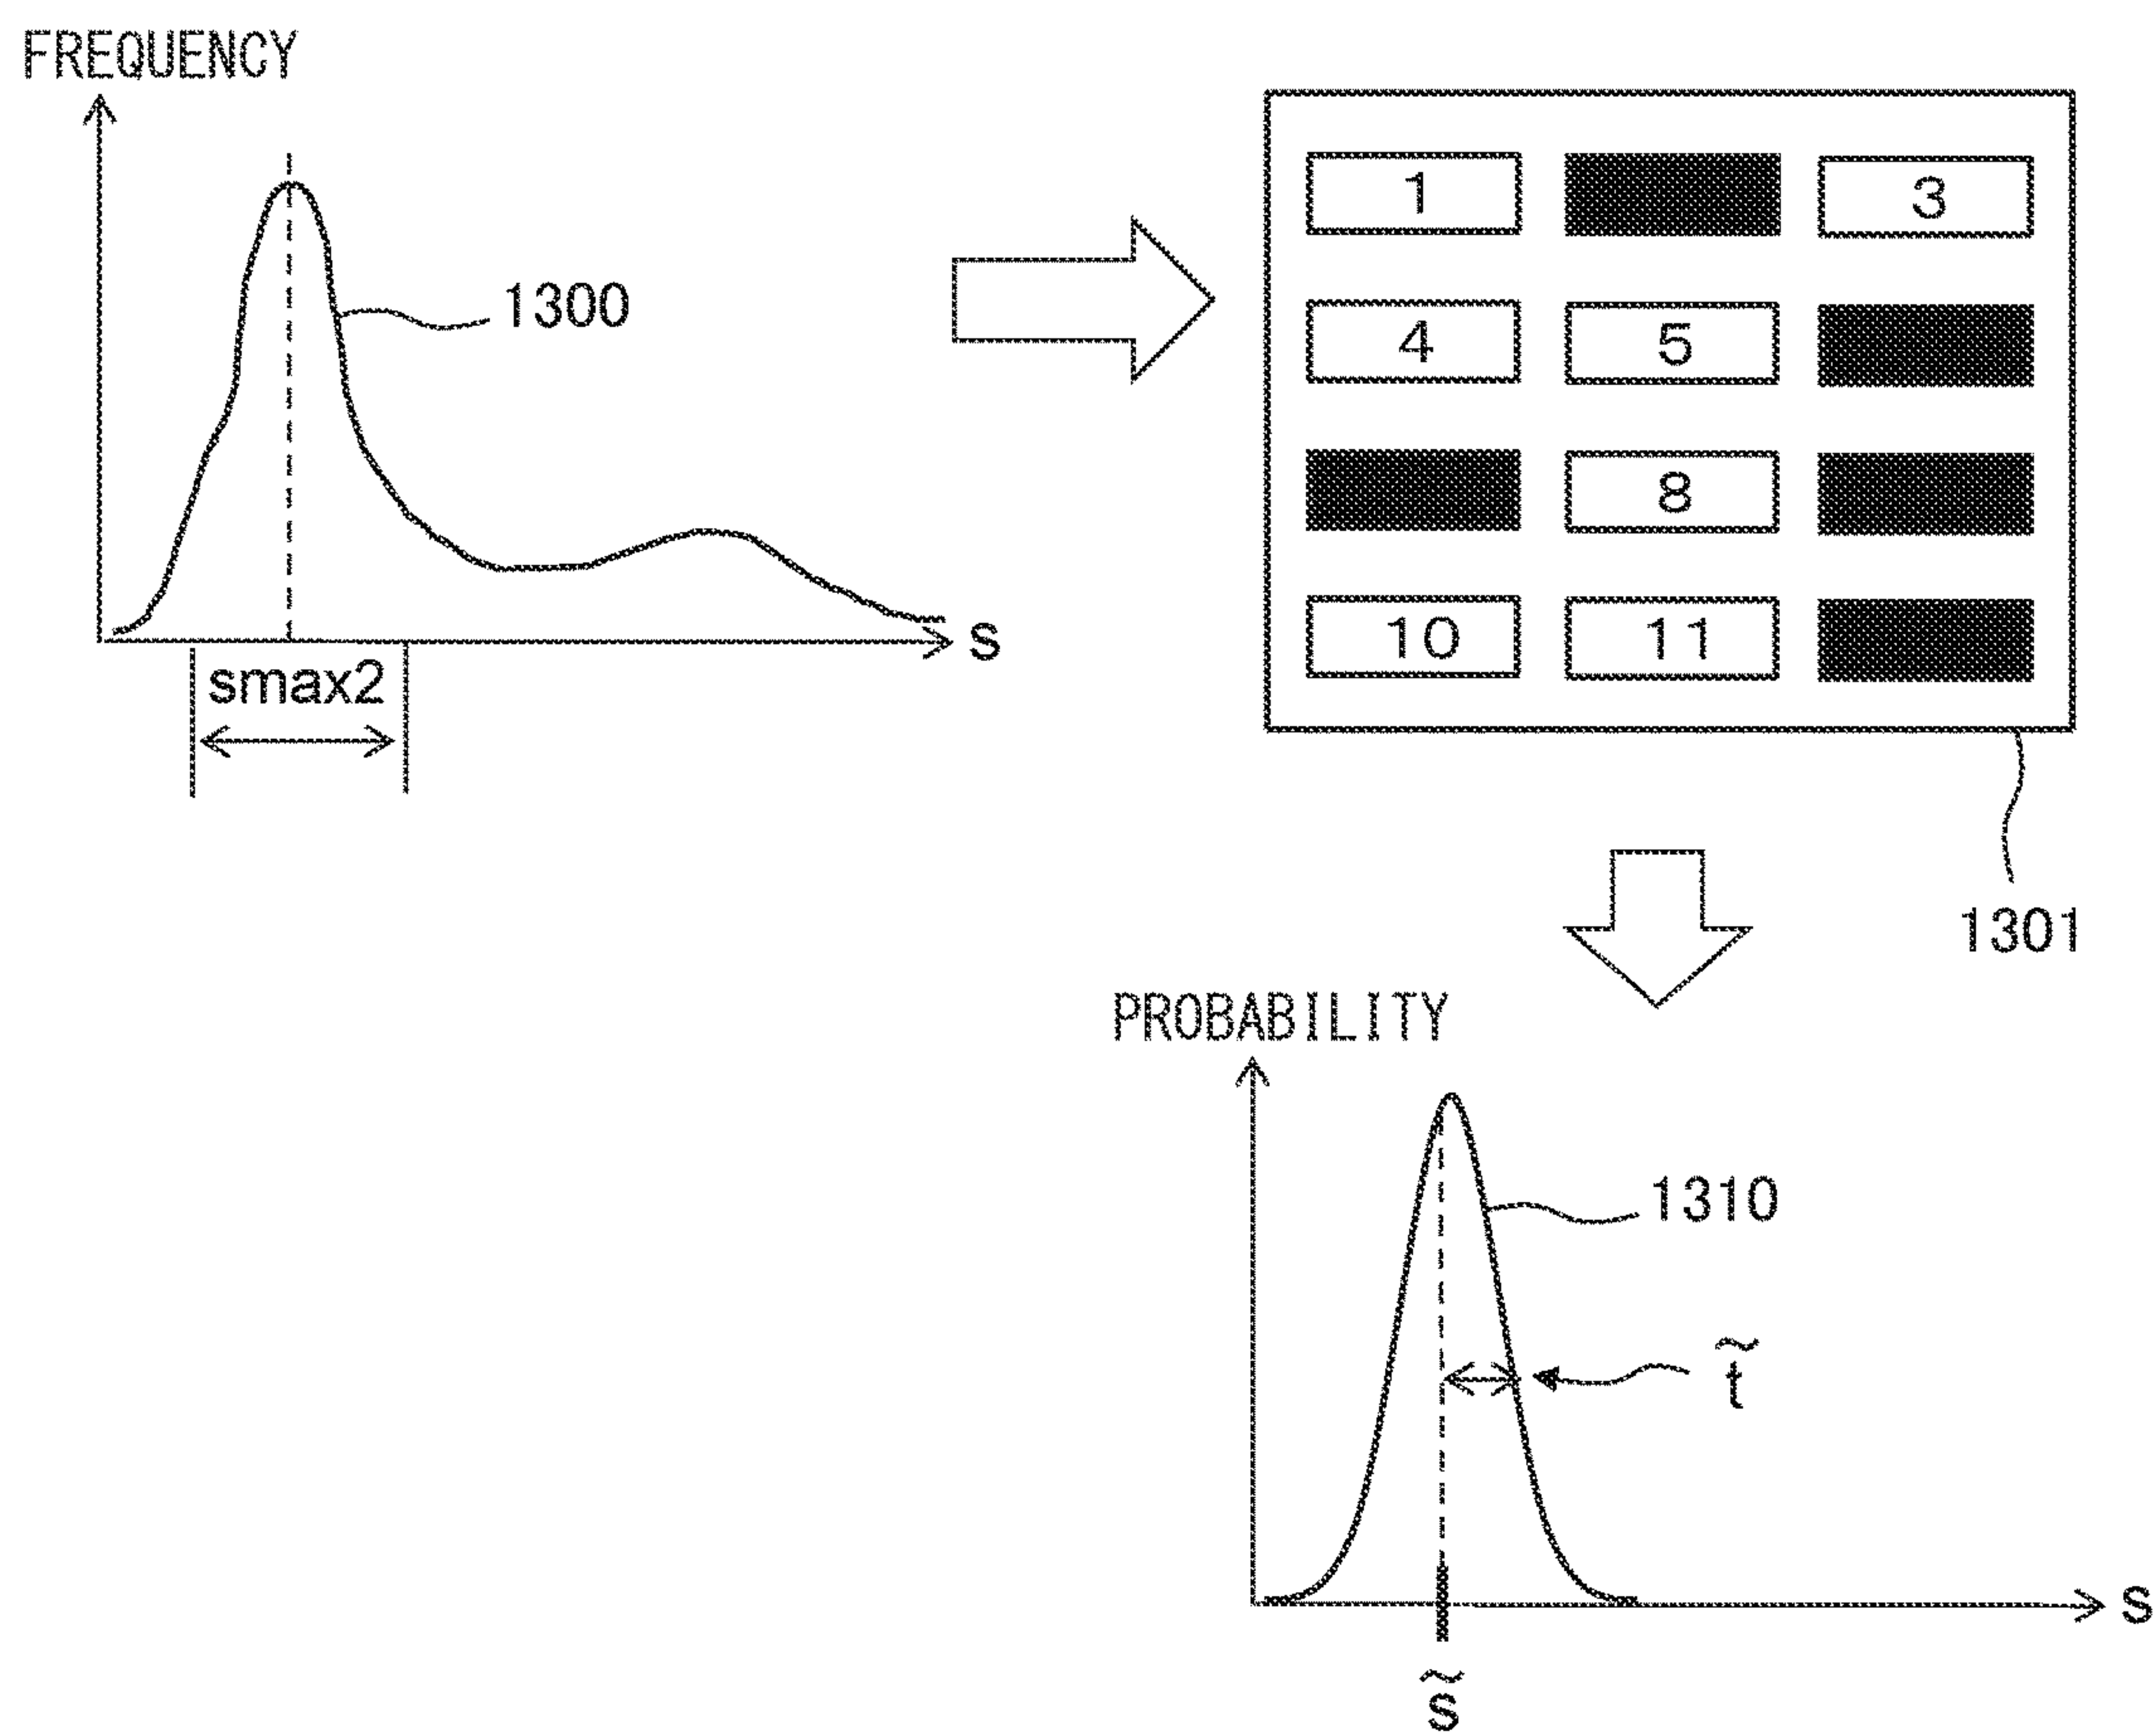 FREQUENCY
1300
s
smax2
1 3
4 5
8
10 11
1301
PROBABILITY
1310
t̃
s
s̃